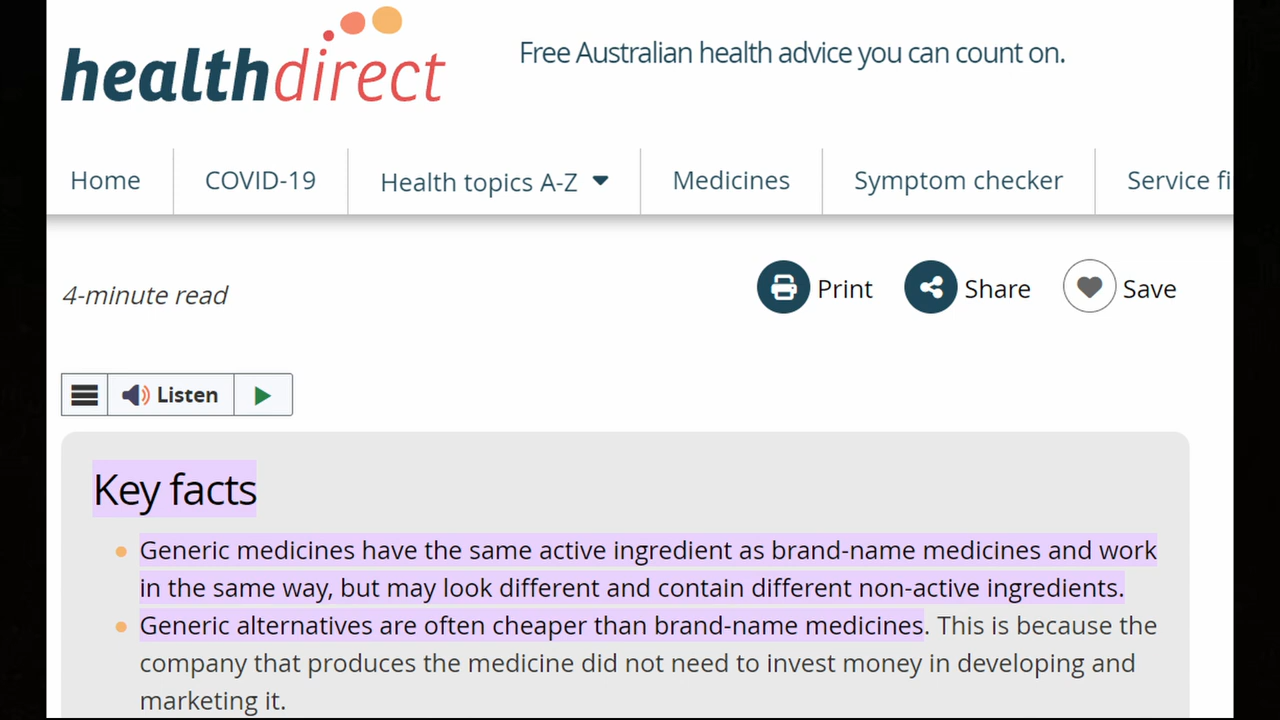 healthdirect
Free Australian health advice you can count on.
Home
COVID-19
Health topics A-Z
Medicines
Symptom checker
Service fi
4-minute read
Print
Share
Save
Listen
Key facts
Generic medicines have the same active ingredient as brand-name medicines and work
in the same way, but may look different and contain different non-active ingredients.
Generic alternatives are often cheaper than brand-name medicines. This is because the
company that produces the medicine did not need to invest money in developing and
marketing it.